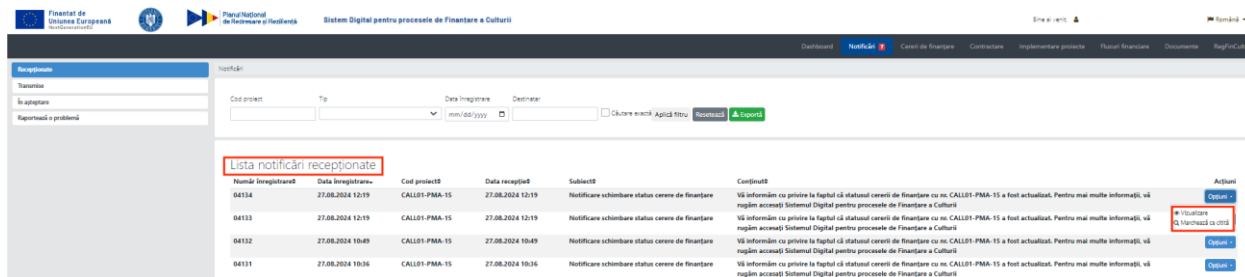 Finanțat de
Uniunea Europeană
NextGenerationEU
Planul Național
de Redresare și Reziliență
Sistem Digital pentru procesele de Finanțare a Culturii
Bine ai venit,
Română
Dashboard Notificări 7 Cereri de finanțare Contractare Implementare proiecte Fluxuri financiare Documente RegFinCult
Recepționate
Transmise
În așteptare
Raportează o problemă
Notificări
Cod proiect Tip Data înregistrare Destinatar
mm/dd/yyyy Căutare exactă Aplică filtru Resetează Exportă
Lista notificări recepționate
Număr înregistrare Data înregistrare Cod proiect Data recepție Subiect Conținut Acțiuni
04134 27.08.2024 12:19 CALL01-PMA-15 27.08.2024 12:19 Notificare schimbare status cerere de finanțare Vă informăm cu privire la faptul că statusul cererii de finanțare cu nr. CALL01-PMA-15 a fost actualizat. Pentru mai multe informații, vă Opțiuni
rugăm accesați Sistemul Digital pentru procesele de Finanțare a Culturii
Vizualizare
Marchează ca citită
04133 27.08.2024 12:19 CALL01-PMA-15 27.08.2024 12:19 Notificare schimbare status cerere de finanțare Vă informăm cu privire la faptul că statusul cererii de finanțare cu nr. CALL01-PMA-15 a fost actualizat. Pentru mai multe informații, vă
rugăm accesați Sistemul Digital pentru procesele de Finanțare a Culturii
04132 27.08.2024 10:49 CALL01-PMA-15 27.08.2024 10:49 Notificare schimbare status cerere de finanțare Vă informăm cu privire la faptul că statusul cererii de finanțare cu nr. CALL01-PMA-15 a fost actualizat. Pentru mai multe informații, vă Opțiuni
rugăm accesați Sistemul Digital pentru procesele de Finanțare a Culturii
04131 27.08.2024 10:36 CALL01-PMA-15 27.08.2024 10:36 Notificare schimbare status cerere de finanțare Vă informăm cu privire la faptul că statusul cererii de finanțare cu nr. CALL01-PMA-15 a fost actualizat. Pentru mai multe informații, vă Opțiuni
rugăm accesați Sistemul Digital pentru procesele de Finanțare a Culturii